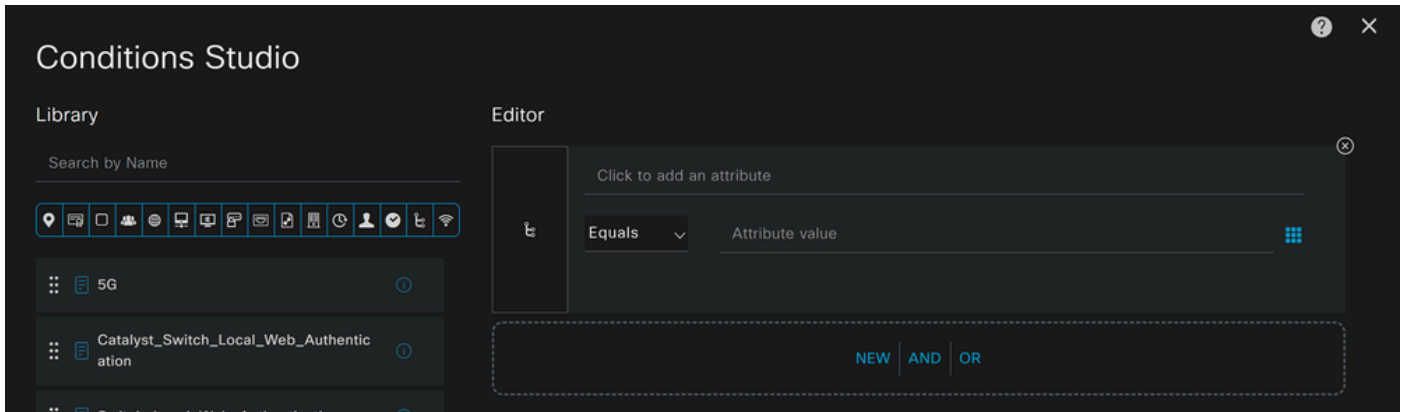 Conditions Studio
Library
Search by Name
5G
Catalyst_Switch_Local_Web_Authentic
ation
Editor
Click to add an attribute
Equals
Attribute value
NEW AND OR